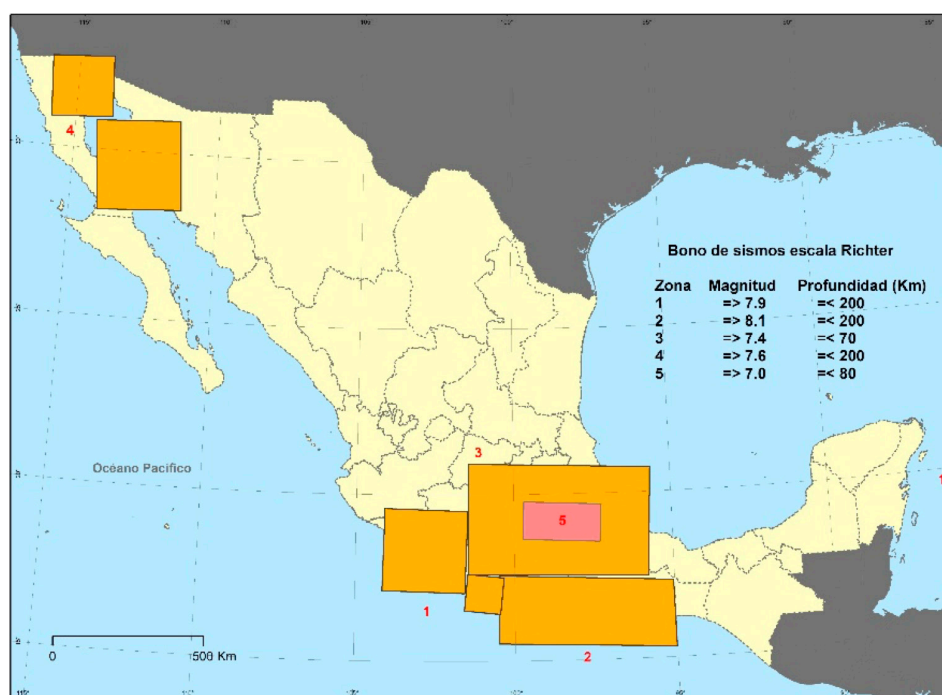 4
Bono de sismos escala Richter
Zona Magnitud Profundidad (Km)
1 => 7.9 =< 200
2 => 8.1 =< 200
3 => 7.4 =< 70
4 => 7.6 =< 200
5 => 7.0 =< 80
3
Océano Pacífico
1
5
1
0 500 Km
2